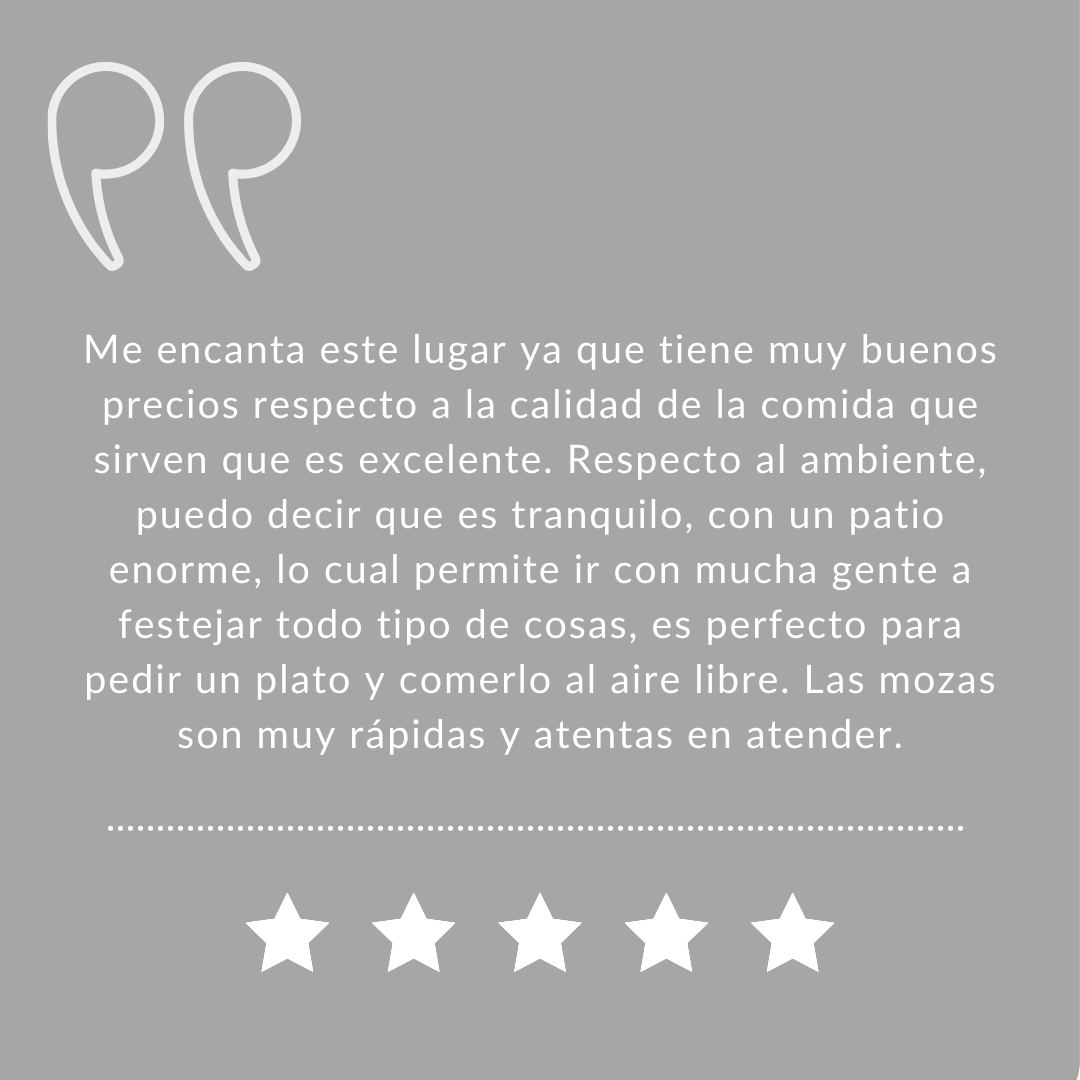 Me encanta este lugar ya que tiene muy buenos
precios respecto a la calidad de la comida que
sirven que es excelente. Respecto al ambiente,
puedo decir que es tranquilo, con un patio
enorme, lo cual permite ir con mucha gente a
festejar todo tipo de cosas, es perfecto para
pedir un plato y comerlo al aire libre. Las mozas
son muy rápidas y atentas en atender.